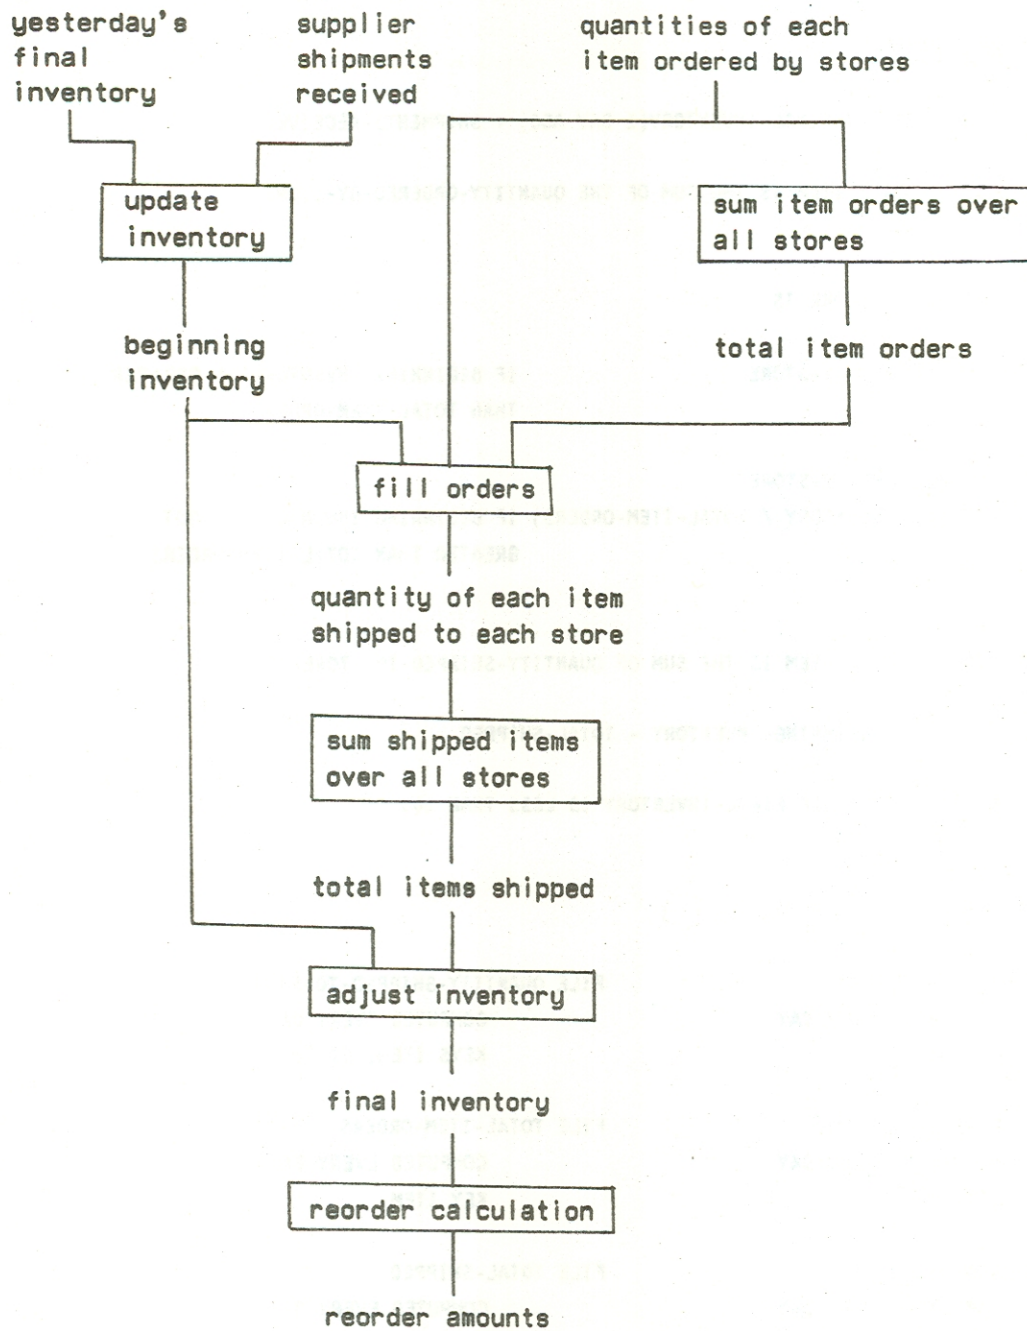 yesterday's
final
inventory
supplier
shipments
received
quantities of each
item ordered by stores
update
inventory
sum item orders over
all stores
beginning
inventory
total item orders
fill orders
quantity of each item
shipped to each store
sum shipped items
over all stores
total items shipped
adjust inventory
final inventory
reorder calculation
reorder amounts